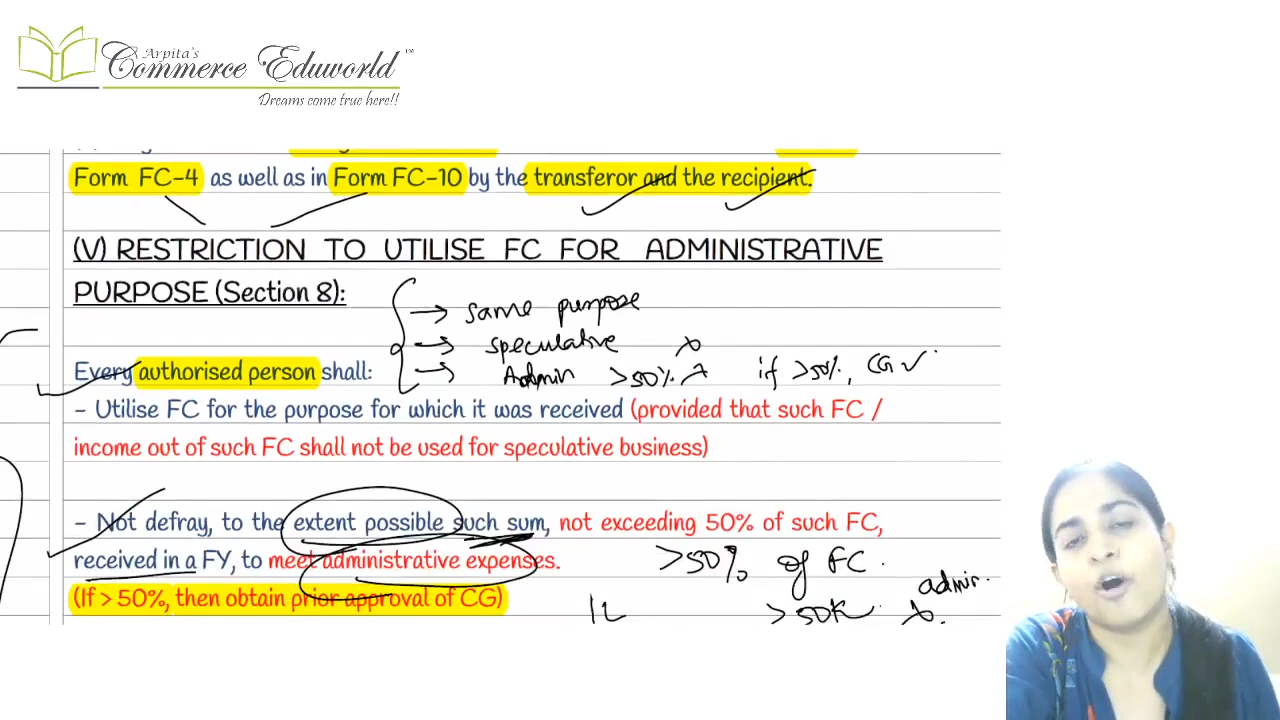 Arpita's
Commerce Eduworld™
Dreams come true here!!
Form FC-4 as well as in Form FC-10 by the transferor and the recipient.
(V) RESTRICTION TO UTILISE FC FOR ADMINISTRATIVE
PURPOSE (Section 8):
→ same purpose
→ speculative x
Every authorised person shall:
→ Admin >50% x if >50%, CG ✓
- Utilise FC for the purpose for which it was received (provided that such FC /
income out of such FC shall not be used for speculative business)
- Not defray, to the extent possible such sum, not exceeding 50% of such FC,
received in a FY, to meet administrative expenses.
>50% of FC.
(If > 50%, then obtain prior approval of CG)
admin.
1L >50K x.